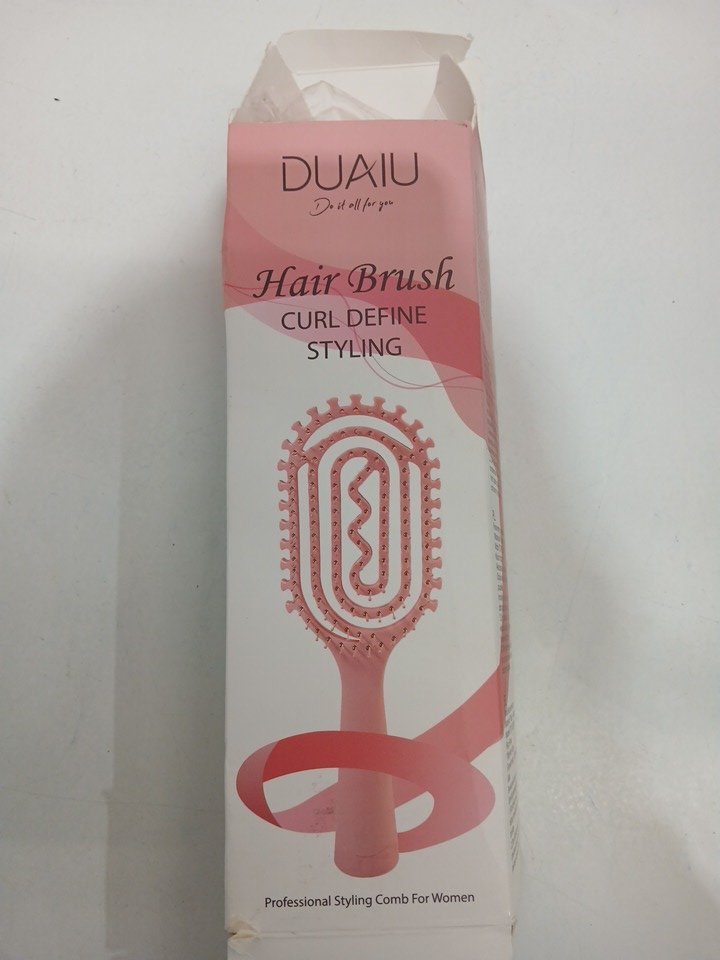 DUAIU
Do it all for you
Hair Brush
CURL DEFINE
STYLING
Professional Styling Comb For Women